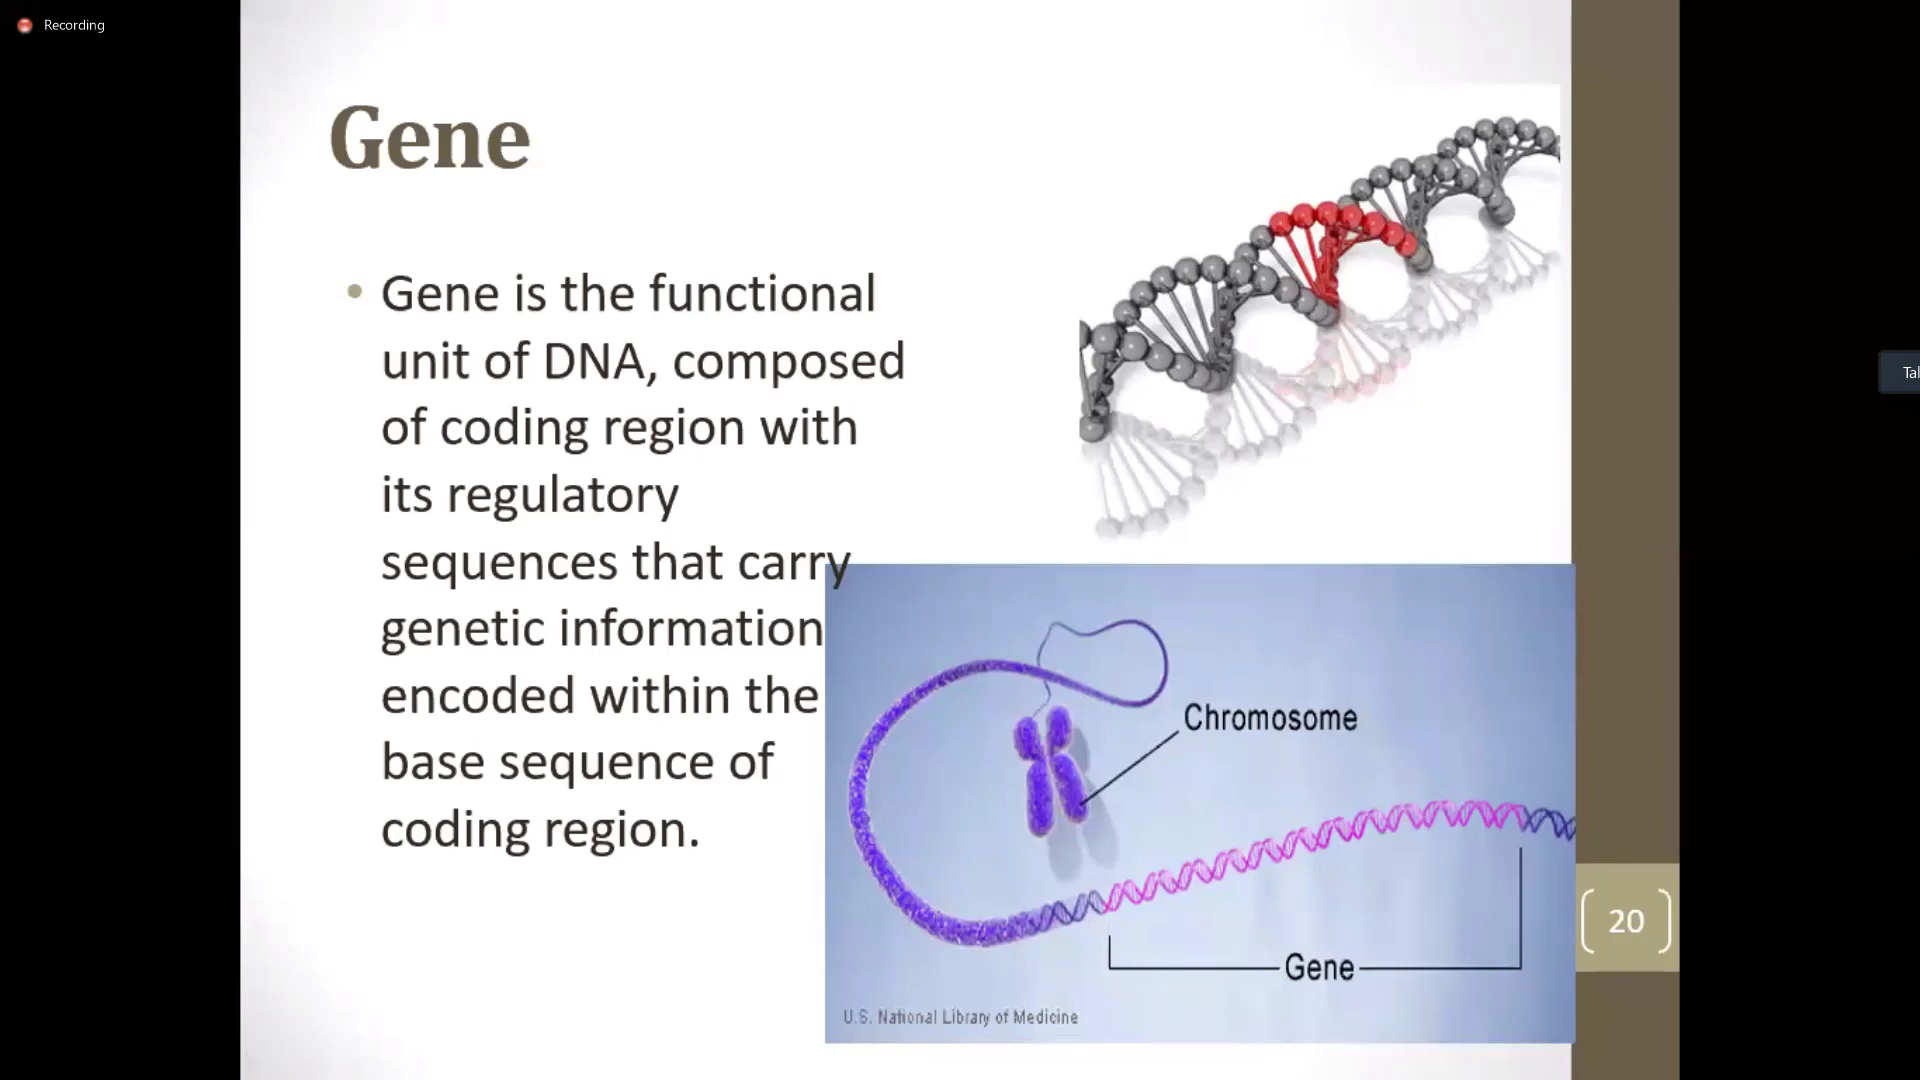 Recording
Gene
• Gene is the functional
unit of DNA, composed
of coding region with
its regulatory
sequences that carry
genetic information
encoded within the
base sequence of
coding region.
Chromosome
Gene
U.S. National Library of Medicine
20